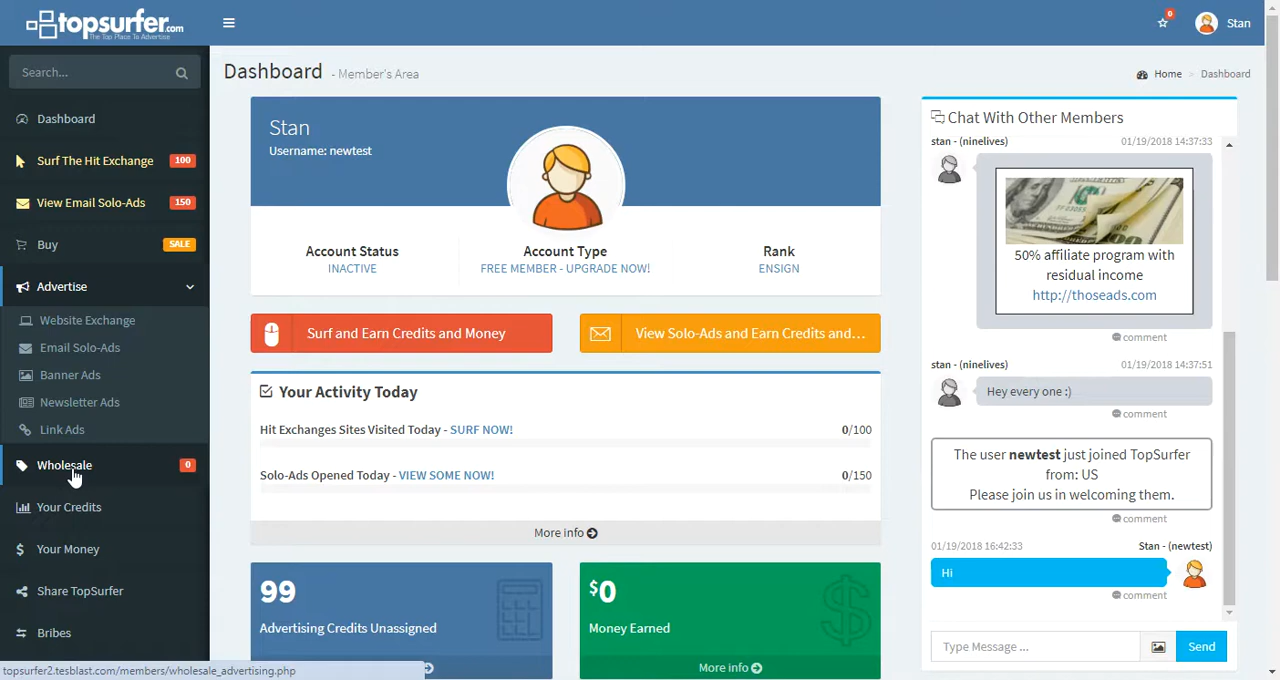 topsurfer.com
The Top Place To Advertise
0
Stan
Search...
Dashboard
Surf The Hit Exchange 100
View Email Solo-Ads 150
Buy SALE
Advertise
Website Exchange
Email Solo-Ads
Banner Ads
Newsletter Ads
Link Ads
Wholesale 0
Your Credits
Your Money
Share TopSurfer
Bribes
topsurfer2.tesblast.com/members/wholesale_advertising.php
Dashboard - Member's Area
Home > Dashboard
Stan
Username: newtest
Account Status
INACTIVE
Account Type
FREE MEMBER - UPGRADE NOW!
Rank
ENSIGN
Surf and Earn Credits and Money
View Solo-Ads and Earn Credits and...
Your Activity Today
Hit Exchanges Sites Visited Today - SURF NOW! 0/100
Solo-Ads Opened Today - VIEW SOME NOW! 0/150
More info
99
Advertising Credits Unassigned
$0
Money Earned
More info
Chat With Other Members
stan - (ninelives) 01/19/2018 14:37:33
50% affiliate program with
residual income
http://thoseads.com
comment
stan - (ninelives) 01/19/2018 14:37:51
Hey every one :)
comment
The user newtest just joined TopSurfer
from: US
Please join us in welcoming them.
comment
01/19/2018 16:42:33 Stan - (newtest)
Hi
comment
Type Message ...
Send